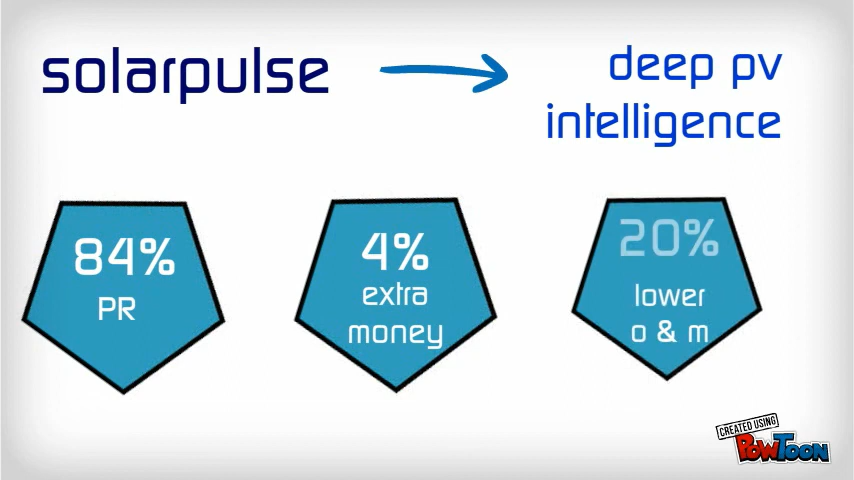 solarpulse
deep pv
intelligence
84%
PR
4%
extra
money
20%
lower
o & m
CREATED USING
POWTOON